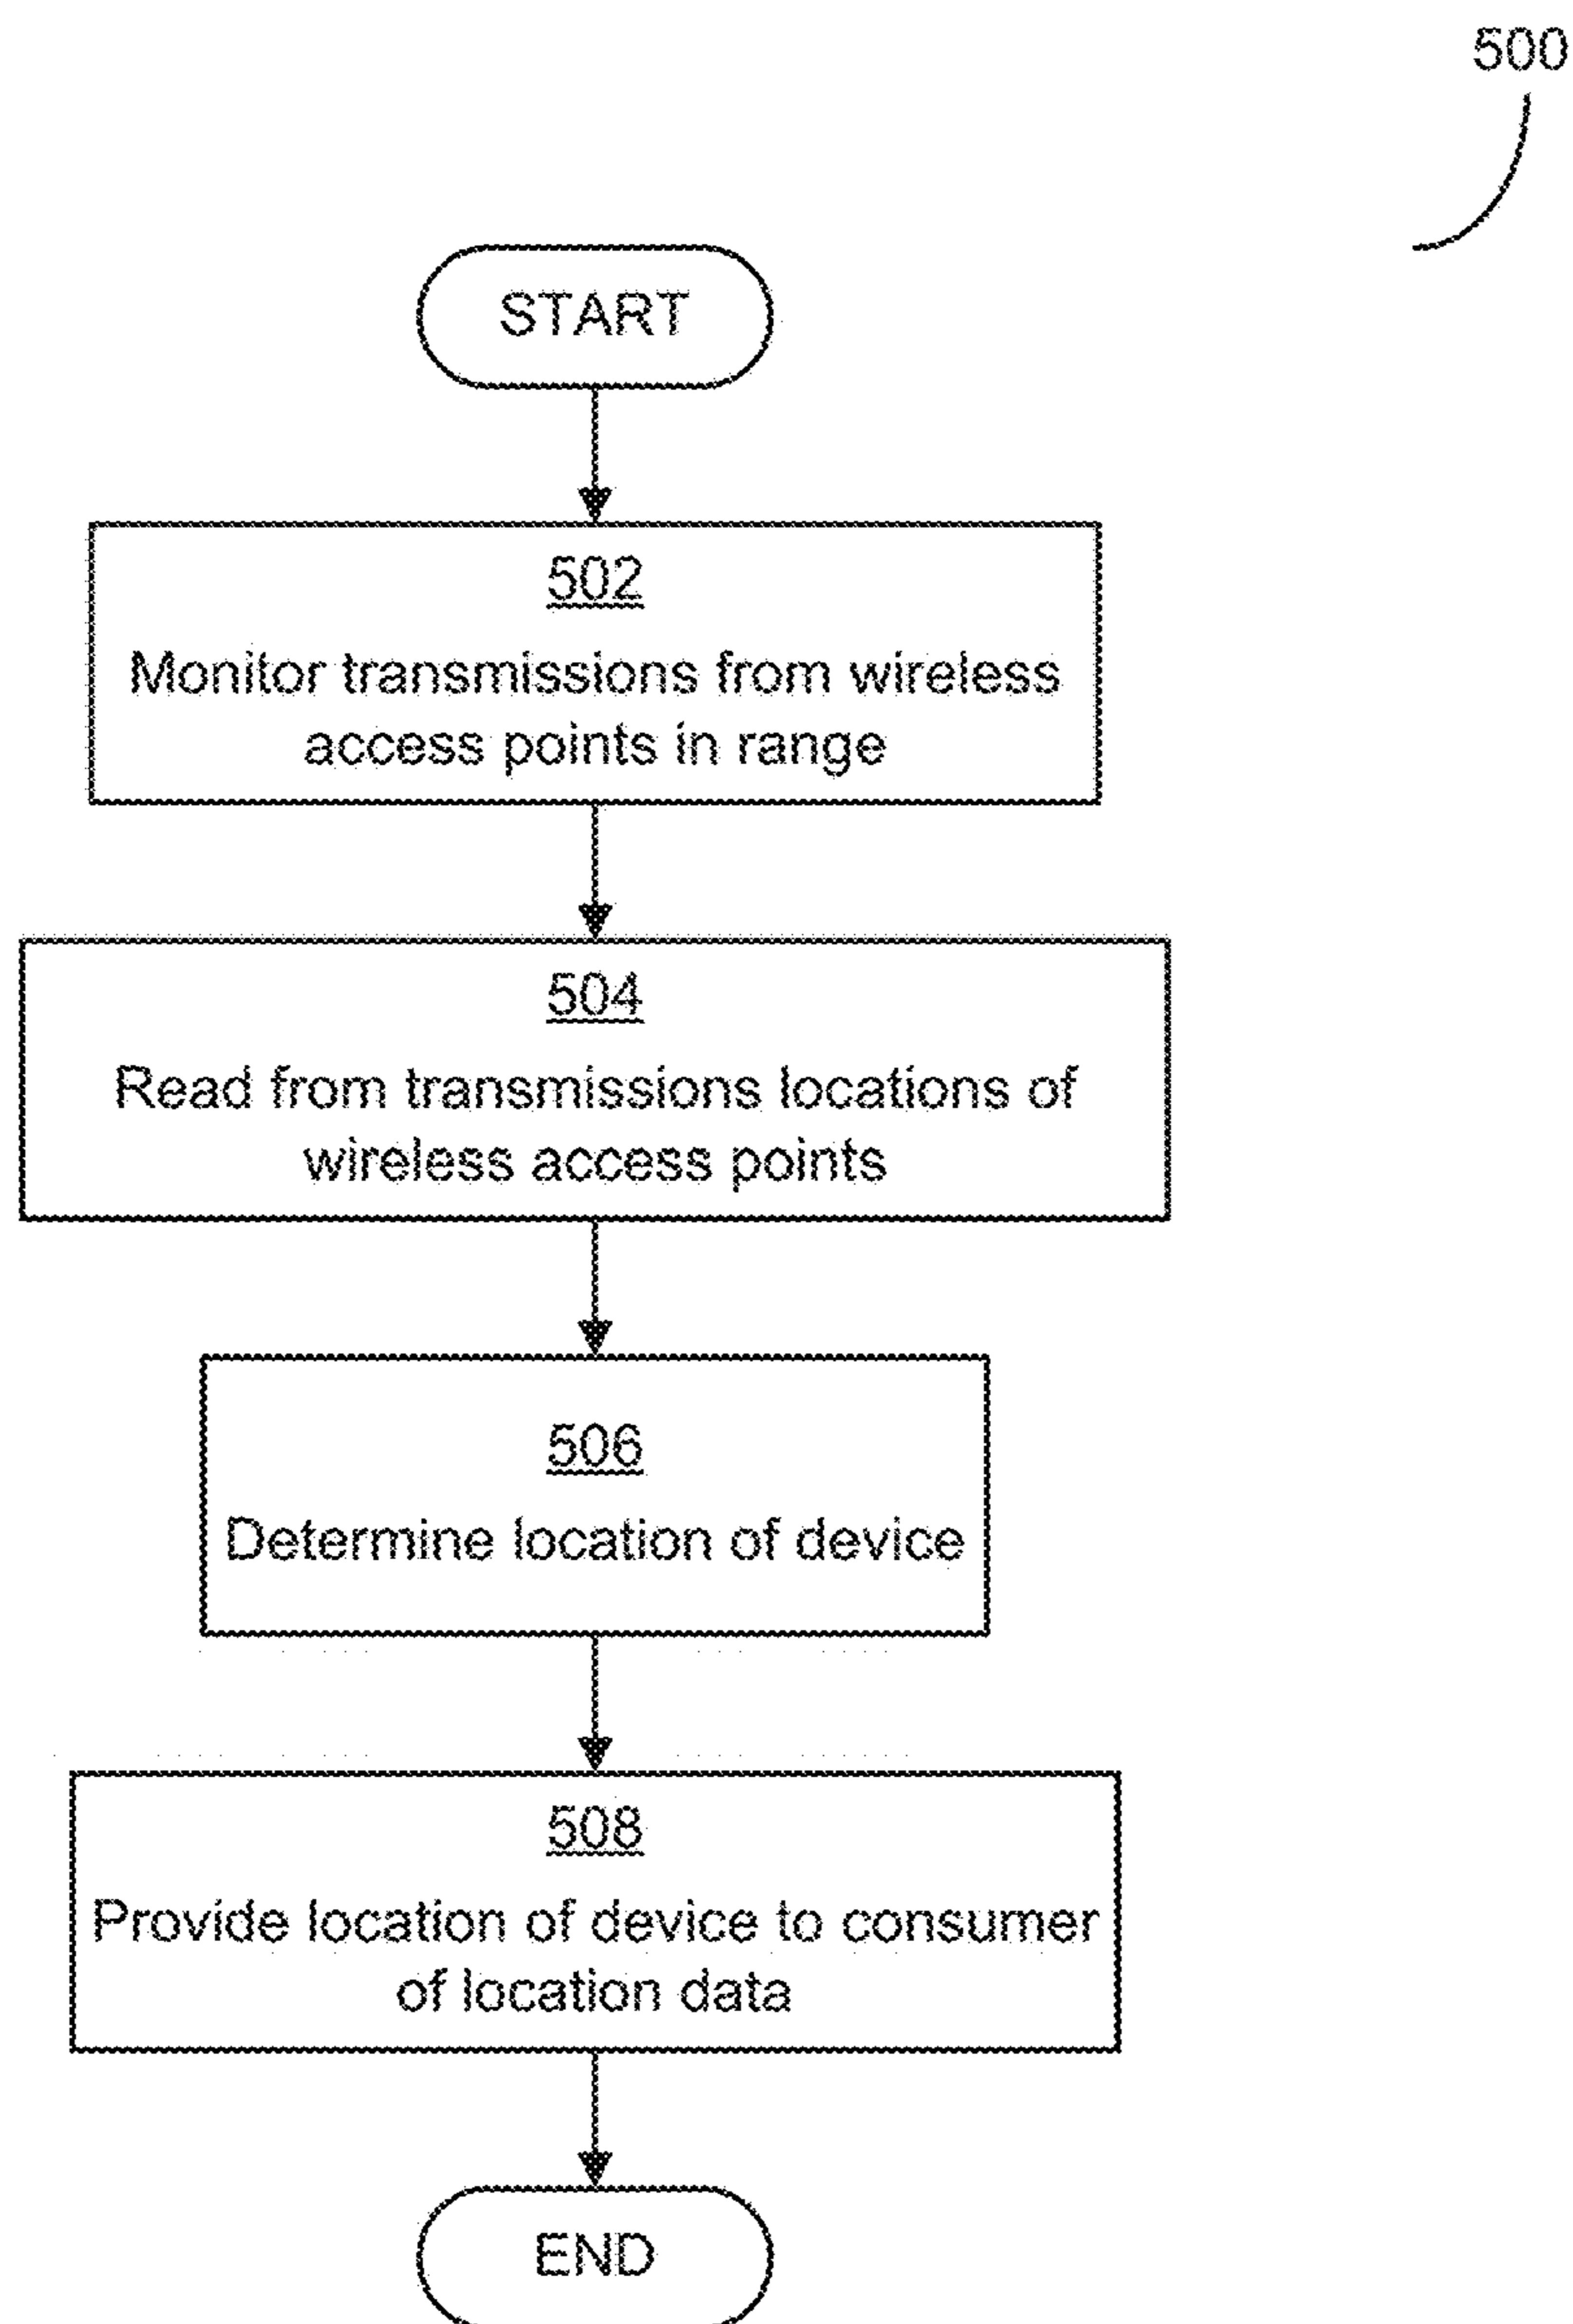 500
START
502
Monitor transmissions from wireless
access points in range
504
Read from transmissions locations of
wireless access points
506
Determine location of device
508
Provide location of device to consumer
of location data
END